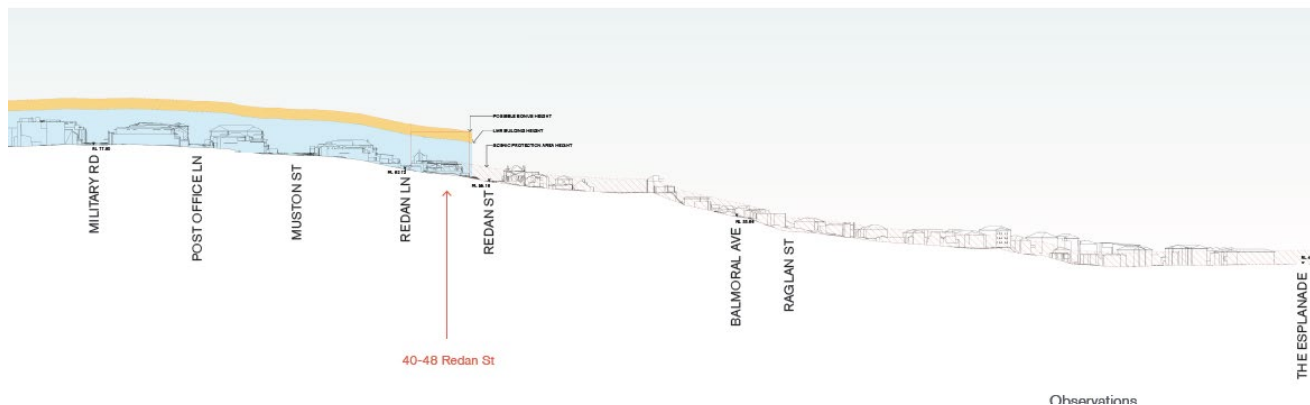 POSSIBLE BONUS HEIGHT
LMR BUILDING HEIGHT
SCENIC PROTECTION AREA HEIGHT
MILITARY RD
POST OFFICE LN
MUSTON ST
REDAN LN
REDAN ST
BALMORAL AVE
RAGLAN ST
THE ESPLANADE
40-48 Redan St
Observations